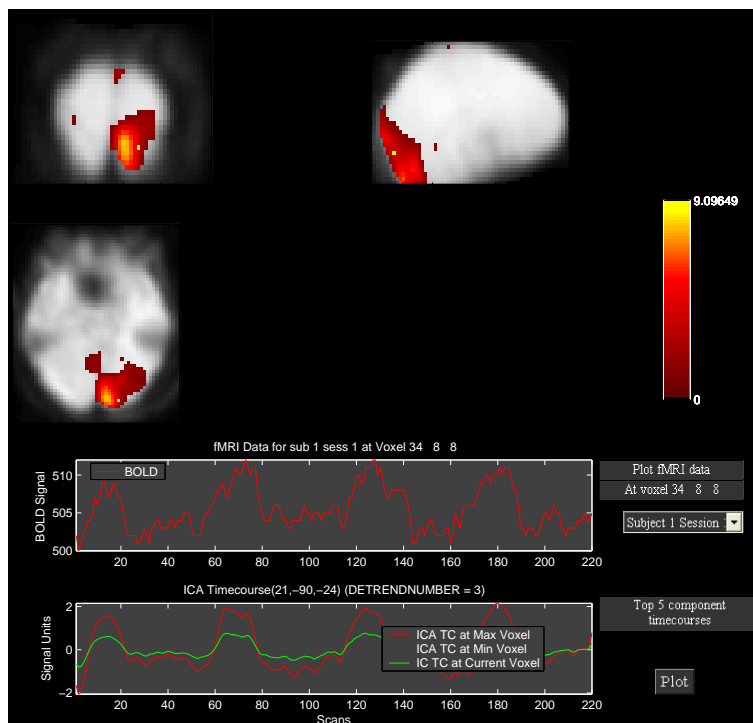 9.09649
0
fMRI Data for sub 1 sess 1 at Voxel 34 8 8
BOLD
BOLD Signal
510
505
500
20 40 60 80 100 120 140 160 180 200 220
Plot fMRI data
At voxel 34 8 8
Subject 1 Session
ICA Timecourse(21,-90,-24) (DETRENDNUMBER = 3)
Signal Units
2
0
-2
ICA TC at Max Voxel
ICA TC at Min Voxel
IC TC at Current Voxel
20 40 60 80 100 120 140 160 180 200 220
Scans
Top 5 component
timecourses
Plot